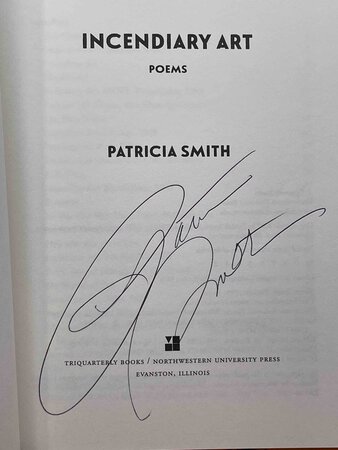 INCENDIARY ART
POEMS
PATRICIA SMITH
TRIQUARTERLY BOOKS / NORTHWESTERN UNIVERSITY PRESS
EVANSTON, ILLINOIS